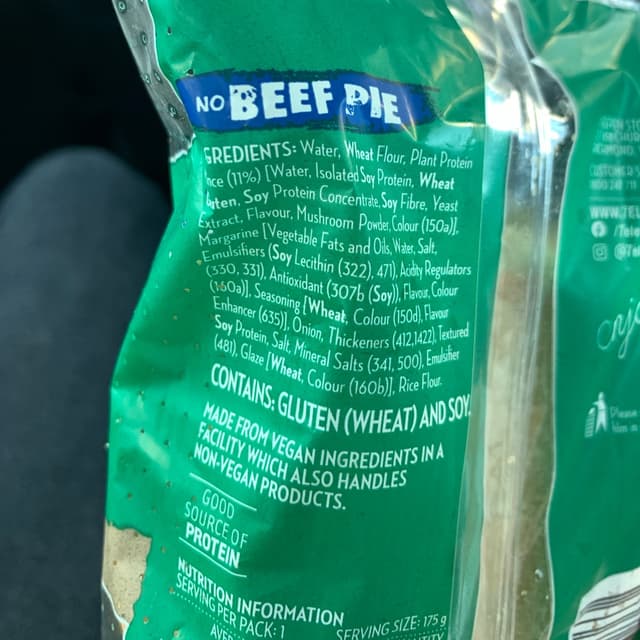 NO BEEF PIE
GREDIENTS: Water, Wheat Flour, Plant Protein
(11%) [Water, Isolated Soy Protein, Wheat
Soy Protein Concentrate, Soy Fibre, Yeast
Extract, Flavour, Mushroom Powder, Colour (150a)],
Margarine [Vegetable Fats and Oils, Water, Salt,
Emulsifiers (Soy Lecithin (322), 471), Acidity Regulators
(330, 331), Antioxidant (307b (Soy)), Flavour, Colour
(160a)], Seasoning [Wheat, Colour (150d), Flavour
Enhancer (635)], Onion, Thickeners (412,1422), Textured
Soy Protein, Salt, Mineral Salts (341, 500), Emulsifier
(481), Glaze [Wheat, Colour (160b)], Rice Flour.
CONTAINS: GLUTEN (WHEAT) AND SOY.
MADE FROM VEGAN INGREDIENTS IN A
FACILITY WHICH ALSO HANDLES
NON-VEGAN PRODUCTS.
GOOD
SOURCE OF
PROTEIN
NUTRITION INFORMATION
SERVING PER PACK: 1
SERVING SIZE: 175 g